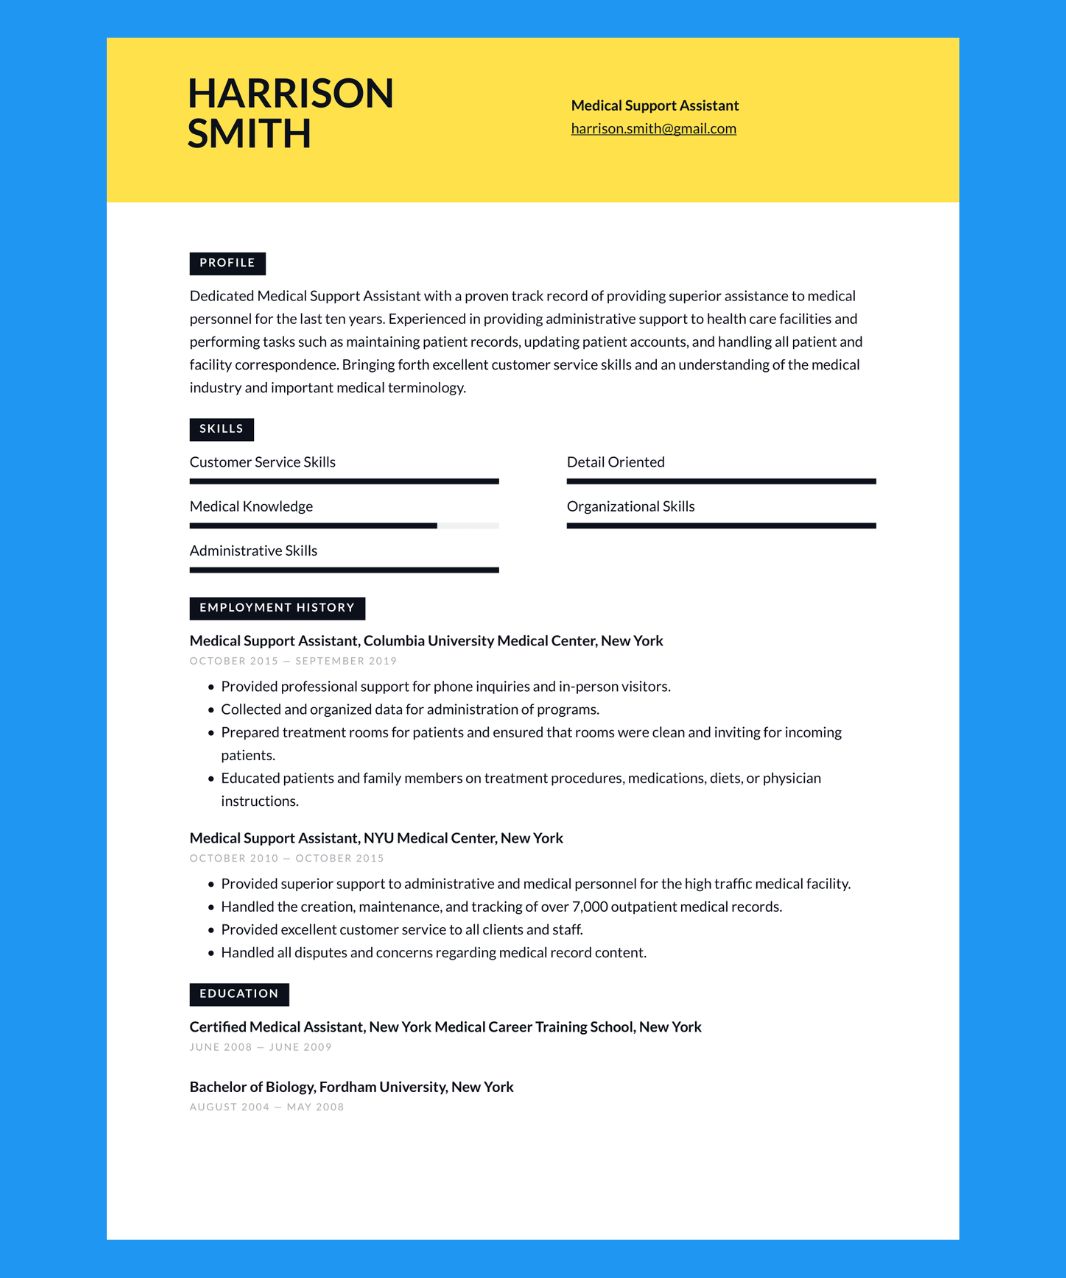 HARRISON
SMITH
Medical Support Assistant
harrison.smith@gmail.com
PROFILE
Dedicated Medical Support Assistant with a proven track record of providing superior assistance to medical
personnel for the last ten years. Experienced in providing administrative support to health care facilities and
performing tasks such as maintaining patient records, updating patient accounts, and handling all patient and
facility correspondence. Bringing forth excellent customer service skills and an understanding of the medical
industry and important medical terminology.
SKILLS
Customer Service Skills
Detail Oriented
Medical Knowledge
Organizational Skills
Administrative Skills
EMPLOYMENT HISTORY
Medical Support Assistant, Columbia University Medical Center, New York
OCTOBER 2015 — SEPTEMBER 2019
• Provided professional support for phone inquiries and in-person visitors.
• Collected and organized data for administration of programs.
• Prepared treatment rooms for patients and ensured that rooms were clean and inviting for incoming
patients.
• Educated patients and family members on treatment procedures, medications, diets, or physician
instructions.
Medical Support Assistant, NYU Medical Center, New York
OCTOBER 2010 — OCTOBER 2015
• Provided superior support to administrative and medical personnel for the high traffic medical facility.
• Handled the creation, maintenance, and tracking of over 7,000 outpatient medical records.
• Provided excellent customer service to all clients and staff.
• Handled all disputes and concerns regarding medical record content.
EDUCATION
Certified Medical Assistant, New York Medical Career Training School, New York
JUNE 2008 — JUNE 2009
Bachelor of Biology, Fordham University, New York
AUGUST 2004 — MAY 2008